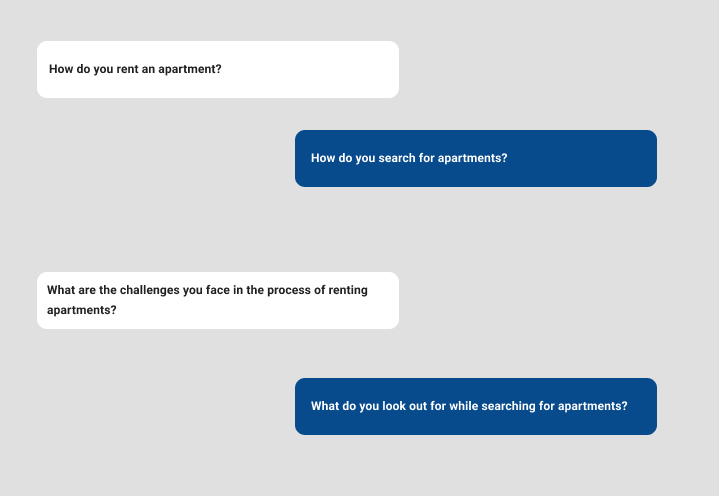 How do you rent an apartment?
How do you search for apartments?
What are the challenges you face in the process of renting
apartments?
What do you look out for while searching for apartments?